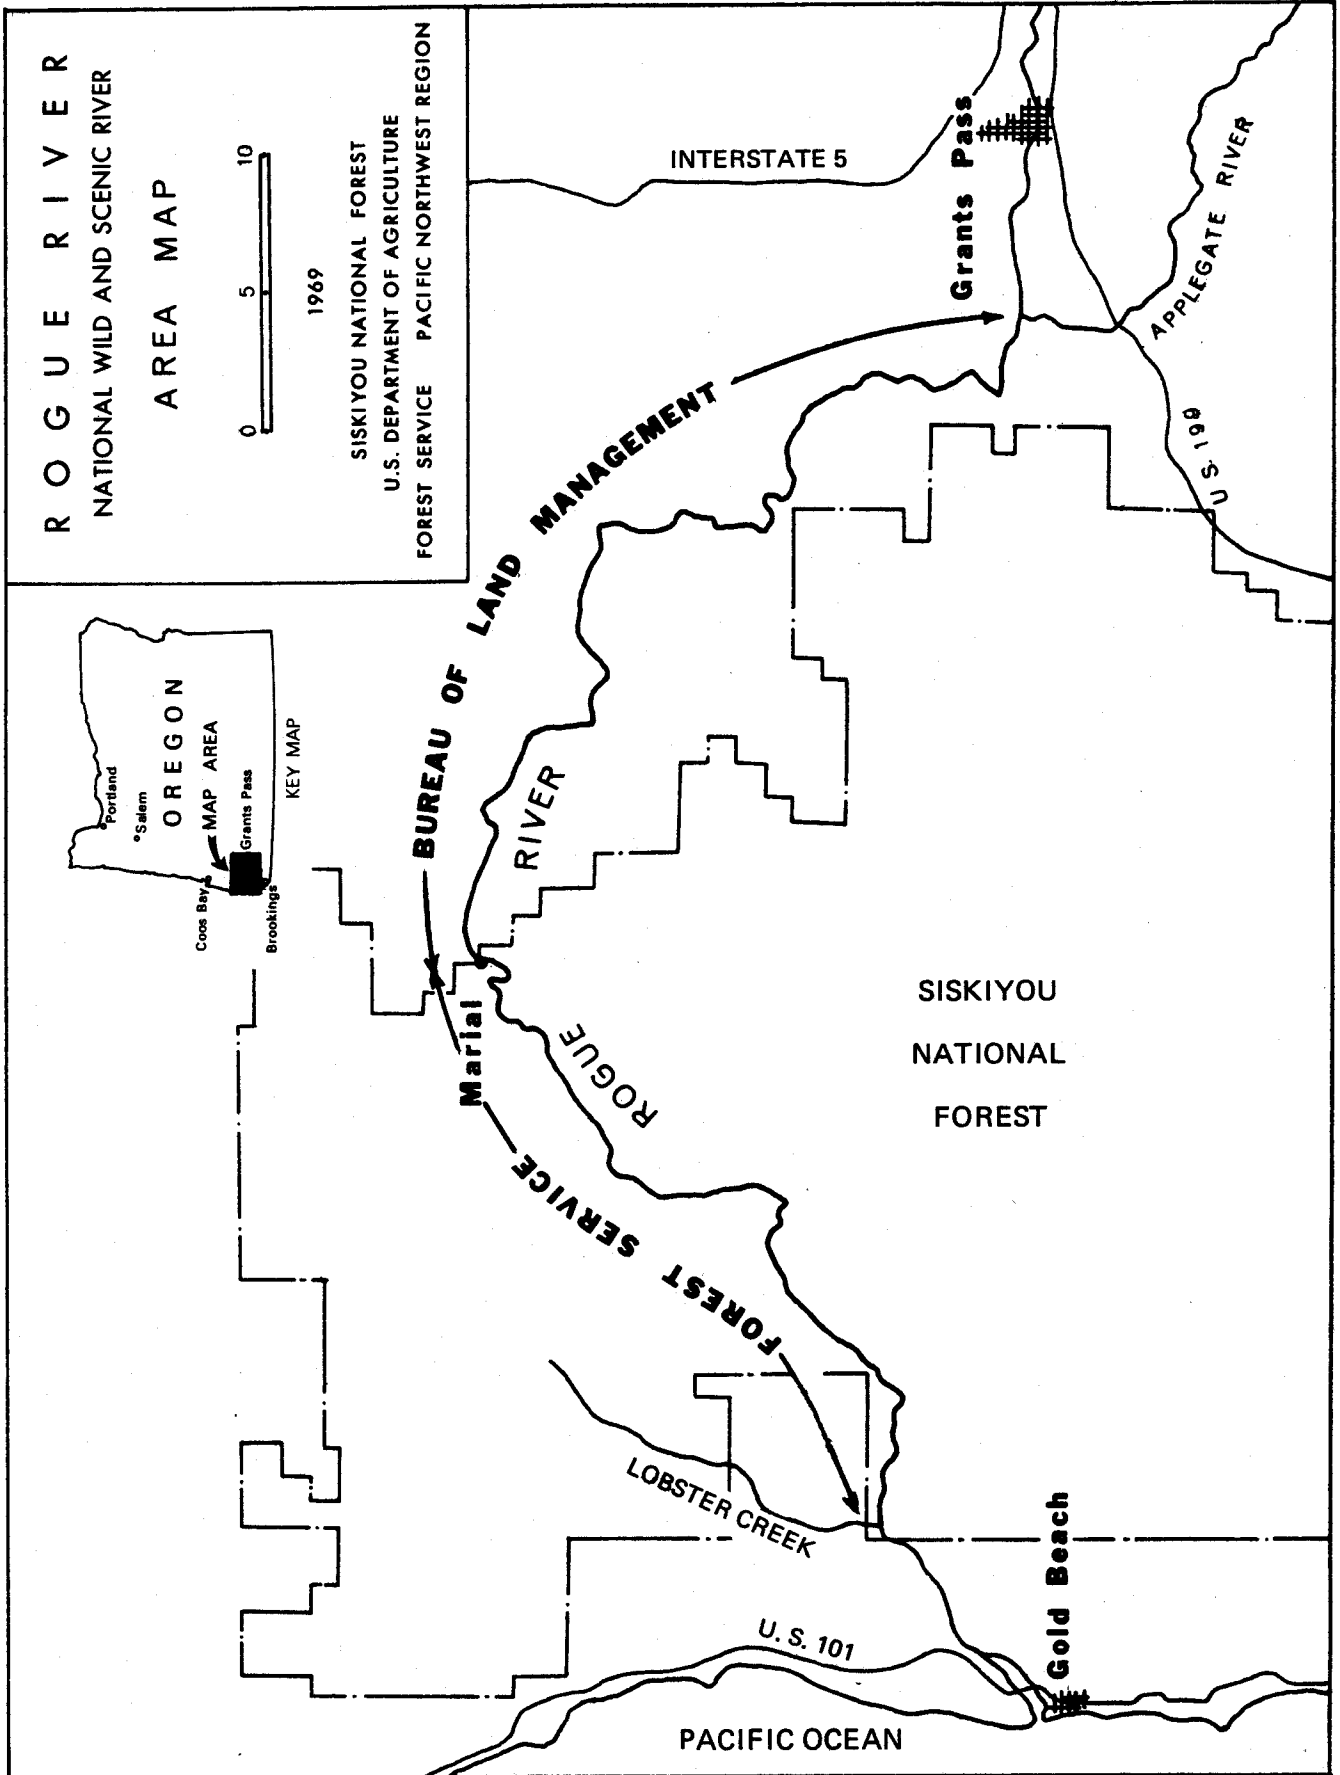 ROGUE RIVER
NATIONAL WILD AND SCENIC RIVER
AREA MAP
0 5 10
1969
SISKIYOU NATIONAL FOREST
U.S. DEPARTMENT OF AGRICULTURE
FOREST SERVICE PACIFIC NORTHWEST REGION
Portland
Salem
OREGON
MAP AREA
Coos Bay
Grants Pass
Brookings
KEY MAP
INTERSTATE 5
Grants Pass
APPLEGATE RIVER
U.S. 199
BUREAU OF LAND MANAGEMENT
Marial
FOREST SERVICE
ROGUE RIVER
SISKIYOU
NATIONAL
FOREST
LOBSTER CREEK
U.S. 101
Gold Beach
PACIFIC OCEAN